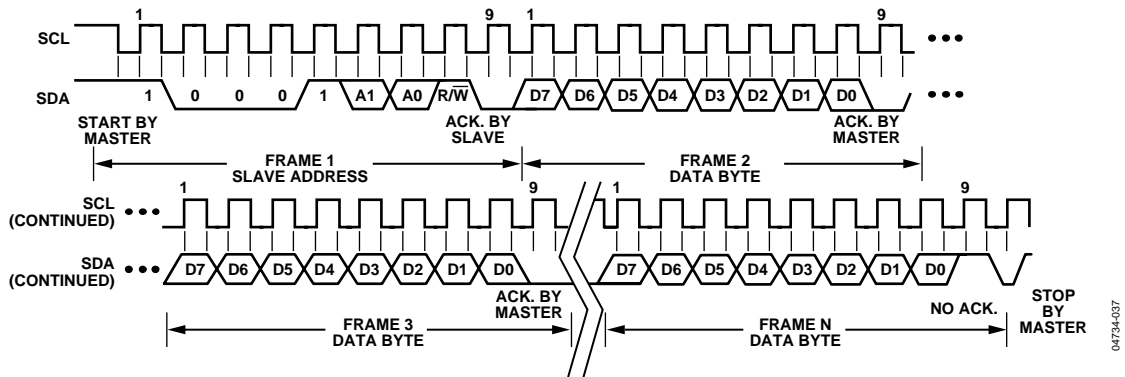 1 9 1 9
SCL
SDA 1 0 0 0 1 A1 A0 R/W̅ D7 D6 D5 D4 D3 D2 D1 D0
START BY MASTER
ACK. BY SLAVE
ACK. BY MASTER
FRAME 1 SLAVE ADDRESS
FRAME 2 DATA BYTE
1 9 1 9
SCL (CONTINUED)
SDA (CONTINUED) D7 D6 D5 D4 D3 D2 D1 D0 D7 D6 D5 D4 D3 D2 D1 D0
ACK. BY MASTER
NO ACK.
STOP BY MASTER
FRAME 3 DATA BYTE
FRAME N DATA BYTE
04734-037